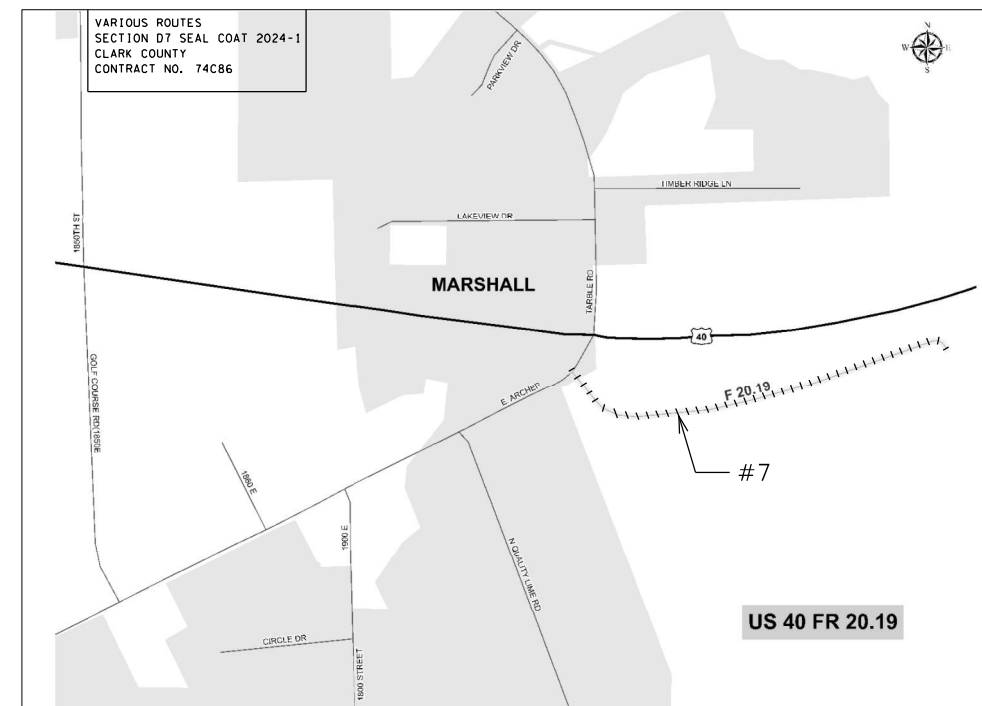 VARIOUS ROUTES
SECTION D7 SEAL COAT 2024-1
CLARK COUNTY
CONTRACT NO. 74C86
N
W E
S
PARKVIEW DR
TIMBER RIDGE LN
LAKEVIEW DR
1850TH ST
MARSHALL
TARBLE RD
40
GOLF COURSE RD(1850E
E. ARCHER
F 20.19
#7
1860 E
1900 E
N QUALITY LIME RD
CIRCLE DR
1800 STREET
US 40 FR 20.19